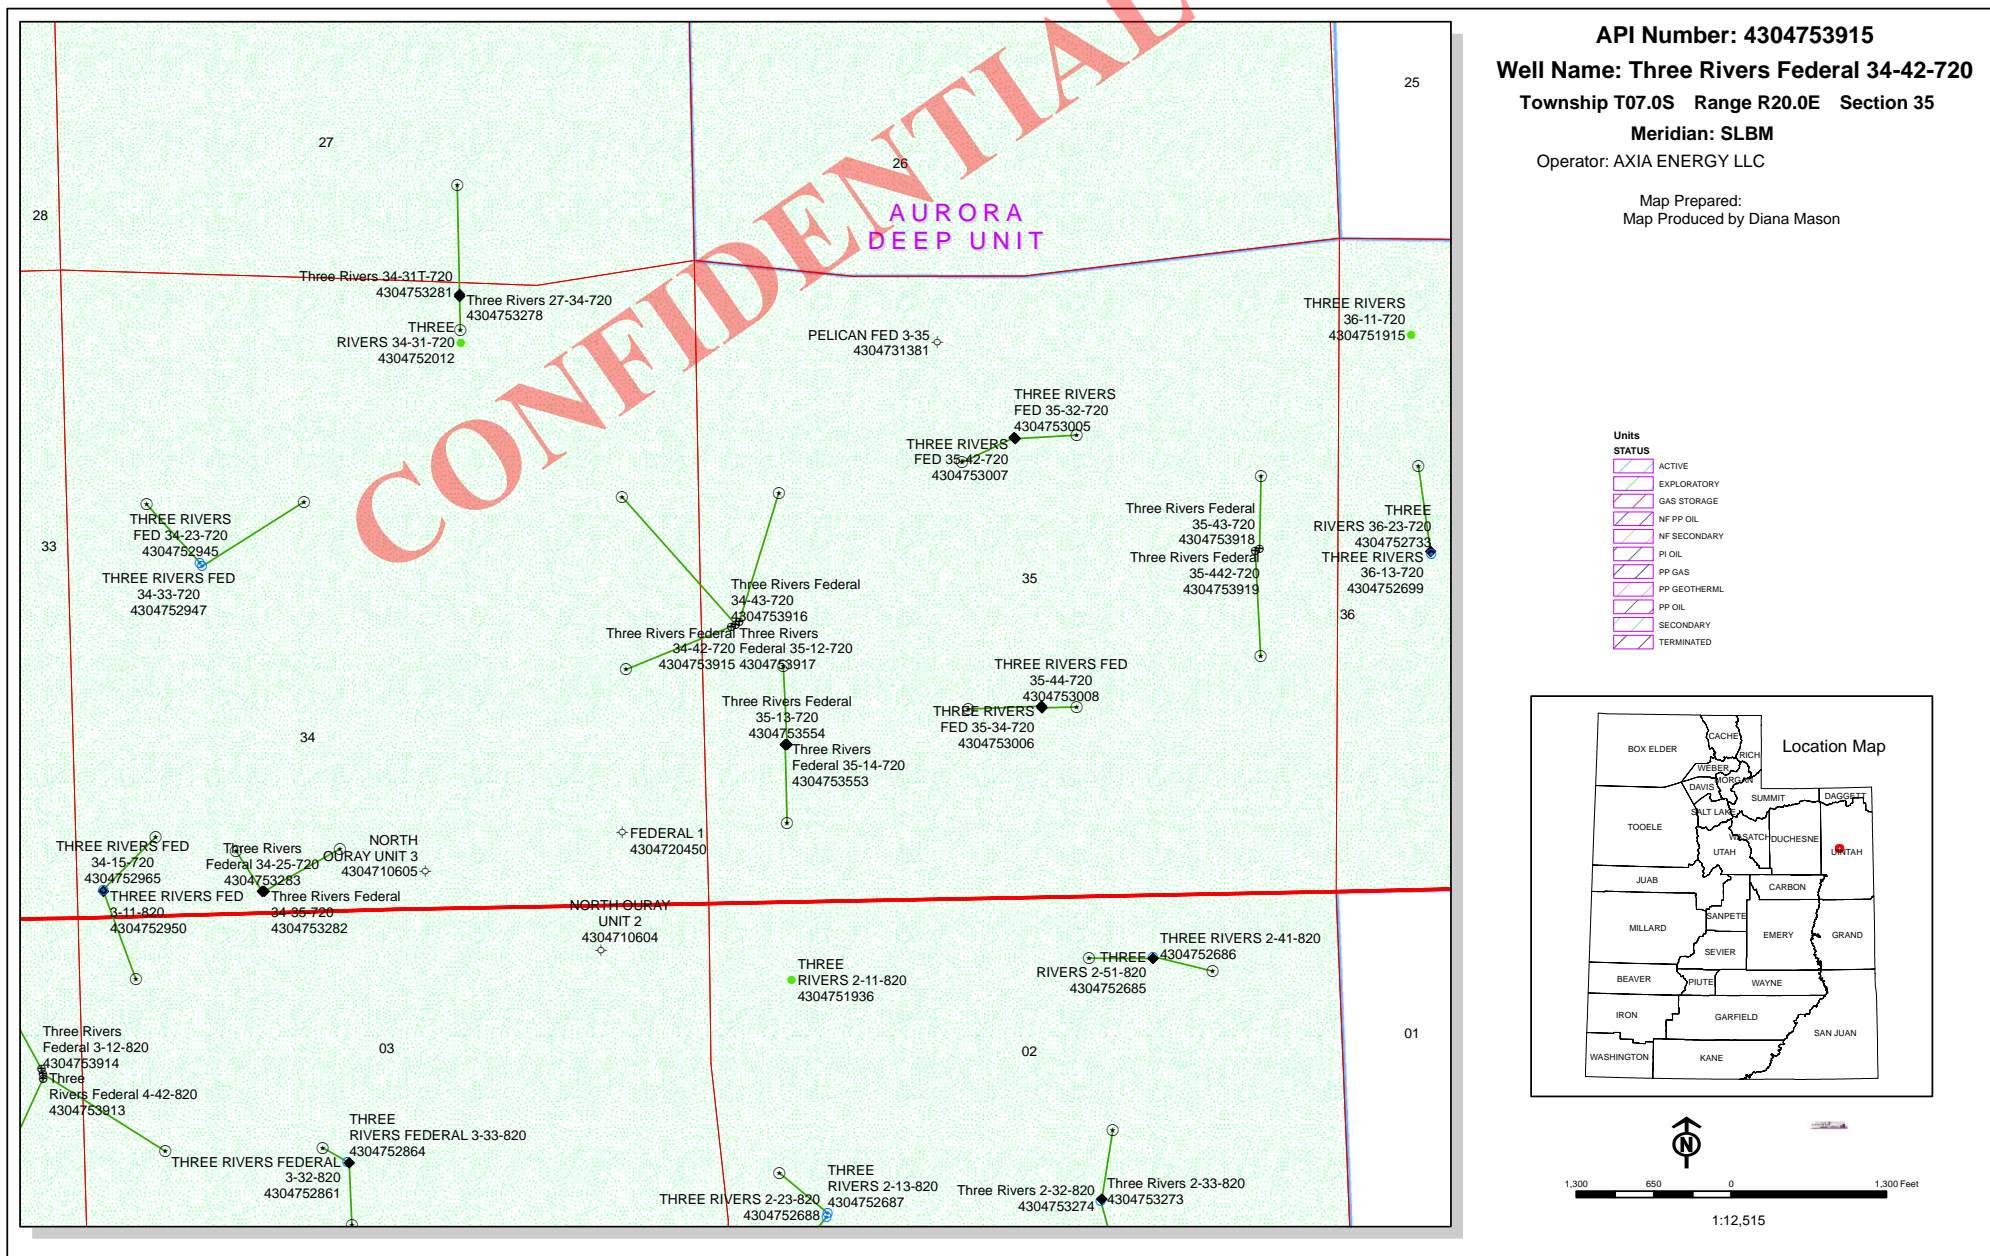 API Number: 4304753915
Well Name: Three Rivers Federal 34-42-720
Township T07.0S Range R20.0E Section 35
Meridian: SLBM
Operator: AXIA ENERGY LLC
Map Prepared:
Map Produced by Diana Mason
CONFIDENTIAL
25
27
26
28
AURORA
DEEP UNIT
Three Rivers 34-31T-720
4304753281
Three Rivers 27-34-720
4304753278
THREE
RIVERS 34-31-720
4304752012
PELICAN FED 3-35
4304731381
THREE RIVERS
36-11-720
4304751915
THREE RIVERS
FED 35-32-720
4304753005
THREE RIVERS
FED 35-42-720
4304753007
THREE RIVERS
FED 34-23-720
4304752945
THREE RIVERS FED
34-33-720
4304752947
33
Three Rivers Federal
35-43-720
4304753918
Three Rivers Federal
35-442-720
4304753919
THREE
RIVERS 36-23-720
4304752733
THREE RIVERS
36-13-720
4304752699
35
36
Three Rivers Federal
34-43-720
4304753916
Three Rivers Federal
34-42-720
4304753915
Three Rivers
Federal 35-12-720
4304753917
THREE RIVERS FED
35-44-720
4304753008
THREE RIVERS
FED 35-34-720
4304753006
Three Rivers Federal
35-13-720
4304753554
Three Rivers
Federal 35-14-720
4304753553
34
FEDERAL 1
4304720450
NORTH
OURAY UNIT 3
4304710605
THREE RIVERS FED
34-15-720
4304752965
THREE RIVERS FED
3-11-820
4304752950
Three Rivers
Federal 34-25-720
4304753283
Three Rivers Federal
34-35-720
4304753282
NORTH OURAY
UNIT 2
4304710604
THREE
RIVERS 2-11-820
4304751936
THREE RIVERS 2-41-820
4304752686
THREE
RIVERS 2-51-820
4304752685
03
02
01
Three Rivers
Federal 3-12-820
4304753914
Three
Rivers Federal 4-42-820
4304753913
THREE
RIVERS FEDERAL 3-33-820
4304752864
THREE RIVERS FEDERAL
3-32-820
4304752861
THREE
RIVERS 2-13-820
4304752687
THREE RIVERS 2-23-820
4304752688
Three Rivers 2-32-820
4304753274
Three Rivers 2-33-820
4304753273
Units
STATUS
ACTIVE
EXPLORATORY
GAS STORAGE
NF PP OIL
NF SECONDARY
PI OIL
PP GAS
PP GEOTHERML
PP OIL
SECONDARY
TERMINATED
Location Map
BOX ELDER
CACHE
RICH
WEBER
MORGAN
DAVIS
SUMMIT
DAGGETT
SALT LAKE
TOOELE
WASATCH
DUCHESNE
UTAH
UINTAH
JUAB
CARBON
SANPETE
MILLARD
EMERY
GRAND
SEVIER
BEAVER
PIUTE
WAYNE
IRON
GARFIELD
SAN JUAN
WASHINGTON
KANE
N
1,300 650 0 1,300 Feet
1:12,515